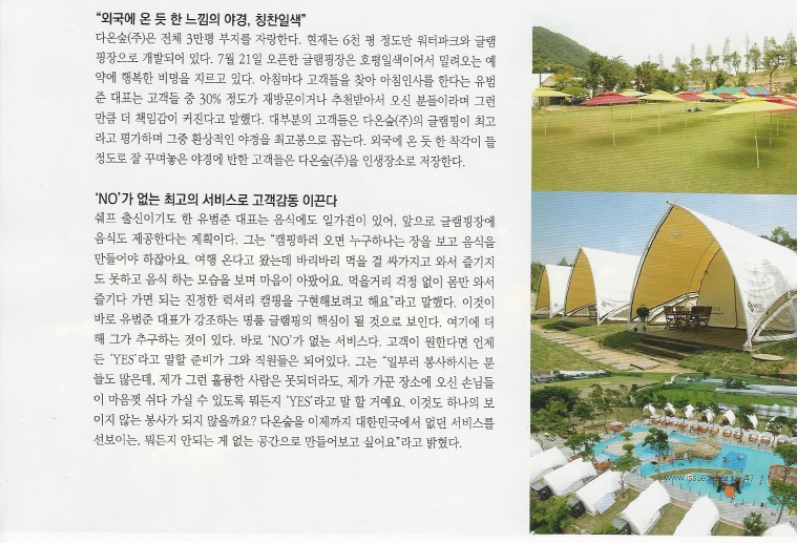 “외국에 온 듯 한 느낌의 야경, 칭찬일색”
다온숲(주)은 전체 3만평 부지를 자랑한다. 현재는 6천 평 정도만 워터파크와 글램
핑장으로 개발되어 있다. 7월 21일 오픈한 글램핑장은 호평일색이어서 밀려오는 예
약에 행복한 비명을 지르고 있다. 아침마다 고객들을 찾아 아침인사를 한다는 유범
준 대표는 고객들 중 30% 정도가 재방문이거나 추천받아서 오신 분들이라며 그런
만큼 더 책임감이 커진다고 말했다. 대부분의 고객들은 다온숲(주)의 글램핑이 최고
라고 평가하며 그중 환상적인 야경을 최고봉으로 꼽는다. 외국에 온 듯한 착각이 들
정도로 잘 꾸며놓은 야경에 반한 고객들은 다온숲(주)을 인생장소로 저장한다.
‘NO’가 없는 최고의 서비스로 고객감동 이끈다
쉐프 출신이기도 한 유범준 대표는 음식에도 일가견이 있어, 앞으로 글램핑장에
음식도 제공한다는 계획이다. 그는 “캠핑하러 오면 누구하나는 장을 보고 음식을
만들어야 하잖아요. 여행 온다고 왔는데 바리바리 먹을 걸 싸가지고 와서 즐기지
도 못하고 음식 하는 모습을 보며 마음이 아팠어요. 먹을거리 걱정 없이 몸만 와서
즐기다 가면 되는 진정한 럭셔리 캠핑을 구현해보려고 해요”라고 말했다. 이것이
바로 유범준 대표가 강조하는 명품 글램핑의 핵심이 될 것으로 보인다. 여기에 더
해 그가 추구하는 것이 있다. 바로 ‘NO’가 없는 서비스다. 고객이 원한다면 언제
든 ‘YES’라고 말할 준비가 그와 직원들은 되어있다. 그는 “일부러 봉사하시는 분
들도 많은데, 제가 그런 훌륭한 사람은 못되더라도, 제가 가꾼 장소에 오신 손님들
이 마음껏 쉬다 가실 수 있도록 뭐든지 ‘YES’라고 말 할 거예요. 이것도 하나의 보
이지 않는 봉사가 되지 않을까요? 다온숲을 이제까지 대한민국에서 없던 서비스를
선보이는, 뭐든지 안되는 게 없는 공간으로 만들어보고 싶어요”라고 밝혔다.